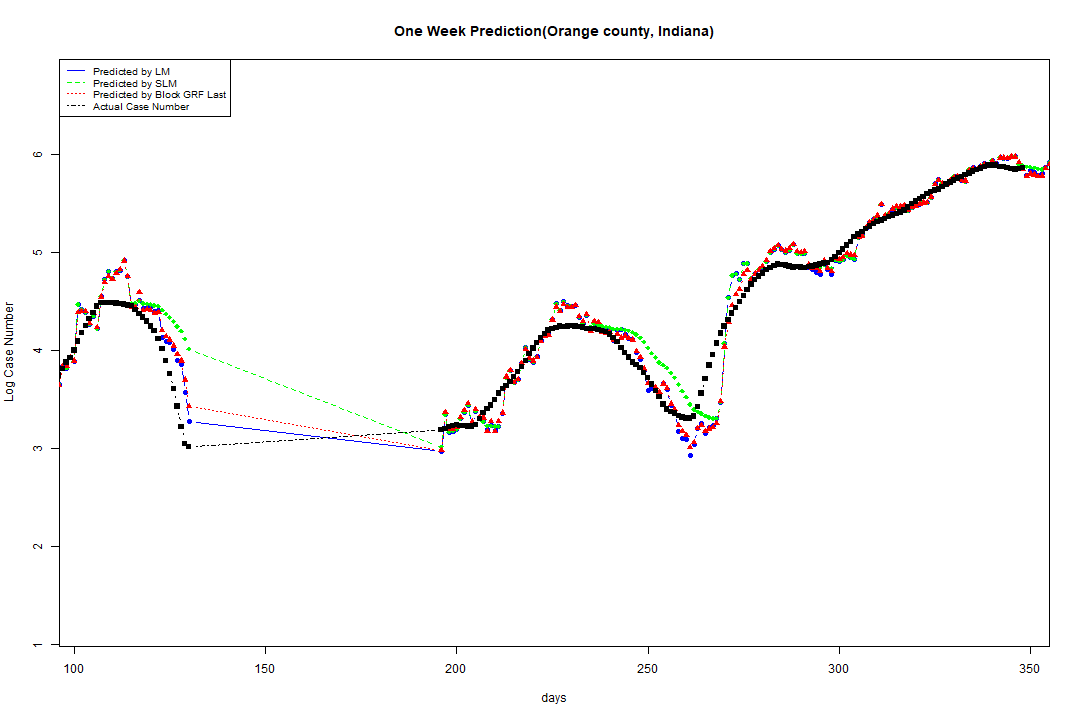 One Week Prediction(Orange county, Indiana)
Predicted by LM
Predicted by SLM
Predicted by Block GRF Last
Actual Case Number
6
5
4
3
2
1
Log Case Number
100 150 200 250 300 350
days